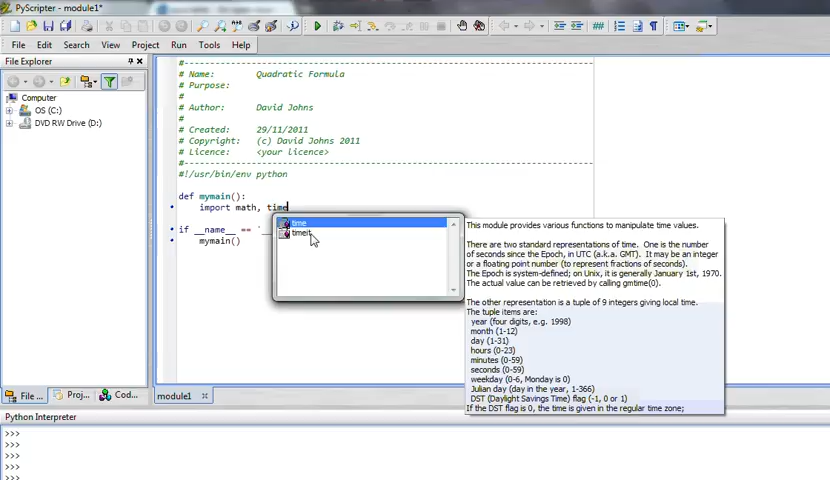 PyScripter - module1*
File Edit Search View Project Run Tools Help
File Explorer
Computer
OS (C:)
DVD RW Drive (D:)
#-------------------------------------------------------------------------------
# Name: Quadratic Formula
# Purpose:
#
# Author: David Johns
#
# Created: 29/11/2011
# Copyright: (c) David Johns 2011
# Licence: <your licence>
#-------------------------------------------------------------------------------
#!/usr/bin/env python
def mymain():
import math, time
if __name__ ==
mymain()
time
timeit
This module provides various functions to manipulate time values.
There are two standard representations of time. One is the number
of seconds since the Epoch, in UTC (a.k.a. GMT). It may be an integer
or a floating point number (to represent fractions of seconds).
The Epoch is system-defined; on Unix, it is generally January 1st, 1970.
The actual value can be retrieved by calling gmtime(0).
The other representation is a tuple of 9 integers giving local time.
The tuple items are:
year (four digits, e.g. 1998)
month (1-12)
day (1-31)
hours (0-23)
minutes (0-59)
seconds (0-59)
weekday (0-6, Monday is 0)
Julian day (day in the year, 1-366)
DST (Daylight Savings Time) flag (-1, 0 or 1)
If the DST flag is 0, the time is given in the regular time zone;
File ... Proj... Cod...
module1
Python Interpreter
>>>
>>>
>>>
>>>
>>>